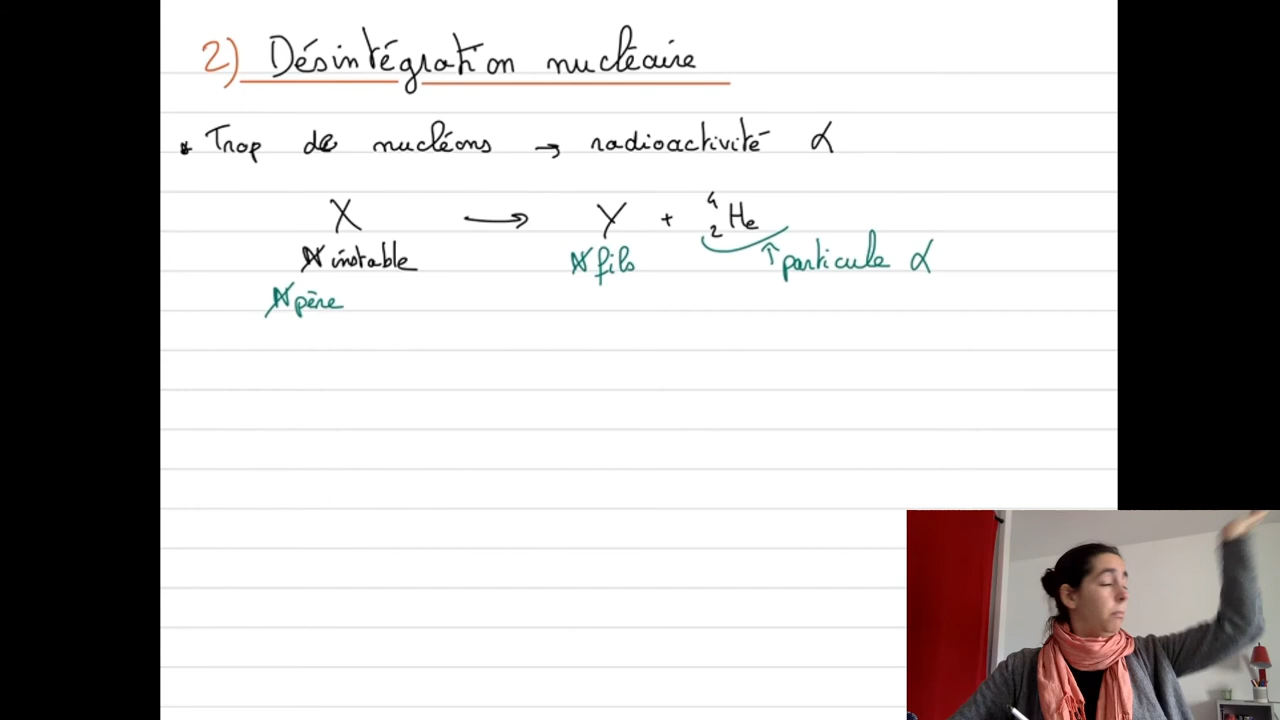 2) Désintégration nucléaire
* Trop de nucléons → radioactivité α
X → Y + ⁴₂He
N instable N fils ↑ particule α
N père